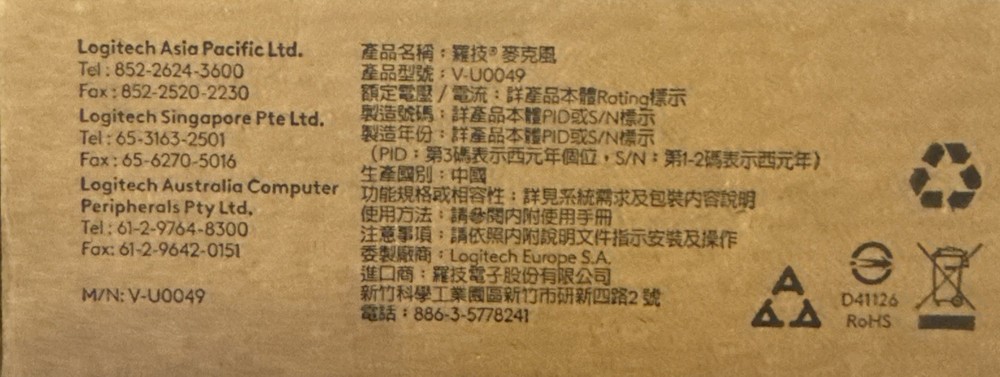 Logitech Asia Pacific Ltd.
Tel : 852-2624-3600
Fax : 852-2520-2230
Logitech Singapore Pte Ltd.
Tel : 65-3163-2501
Fax : 65-6270-5016
Logitech Australia Computer
Peripherals Pty Ltd.
Tel : 61-2-9764-8300
Fax: 61-2-9642-0151
M/N: V-U0049
產品名稱：羅技® 麥克風
產品型號：V-U0049
額定電壓 / 電流：詳產品本體Rating標示
製造號碼：詳產品本體PID或S/N標示
製造年份：詳產品本體PID或S/N標示
（PID：第3碼表示西元年個位，S/N：第1-2碼表示西元年）
生產國別：中國
功能規格或相容性：詳見系統需求及包裝內容說明
使用方法：請參閱內附使用手冊
注意事項：請依照內附說明文件指示安裝及操作
委製廠商：Logitech Europe S.A.
進口商：羅技電子股份有限公司
新竹科學工業園區新竹市研新四路2 號
電話：886-3-5778241
D41126
RoHS